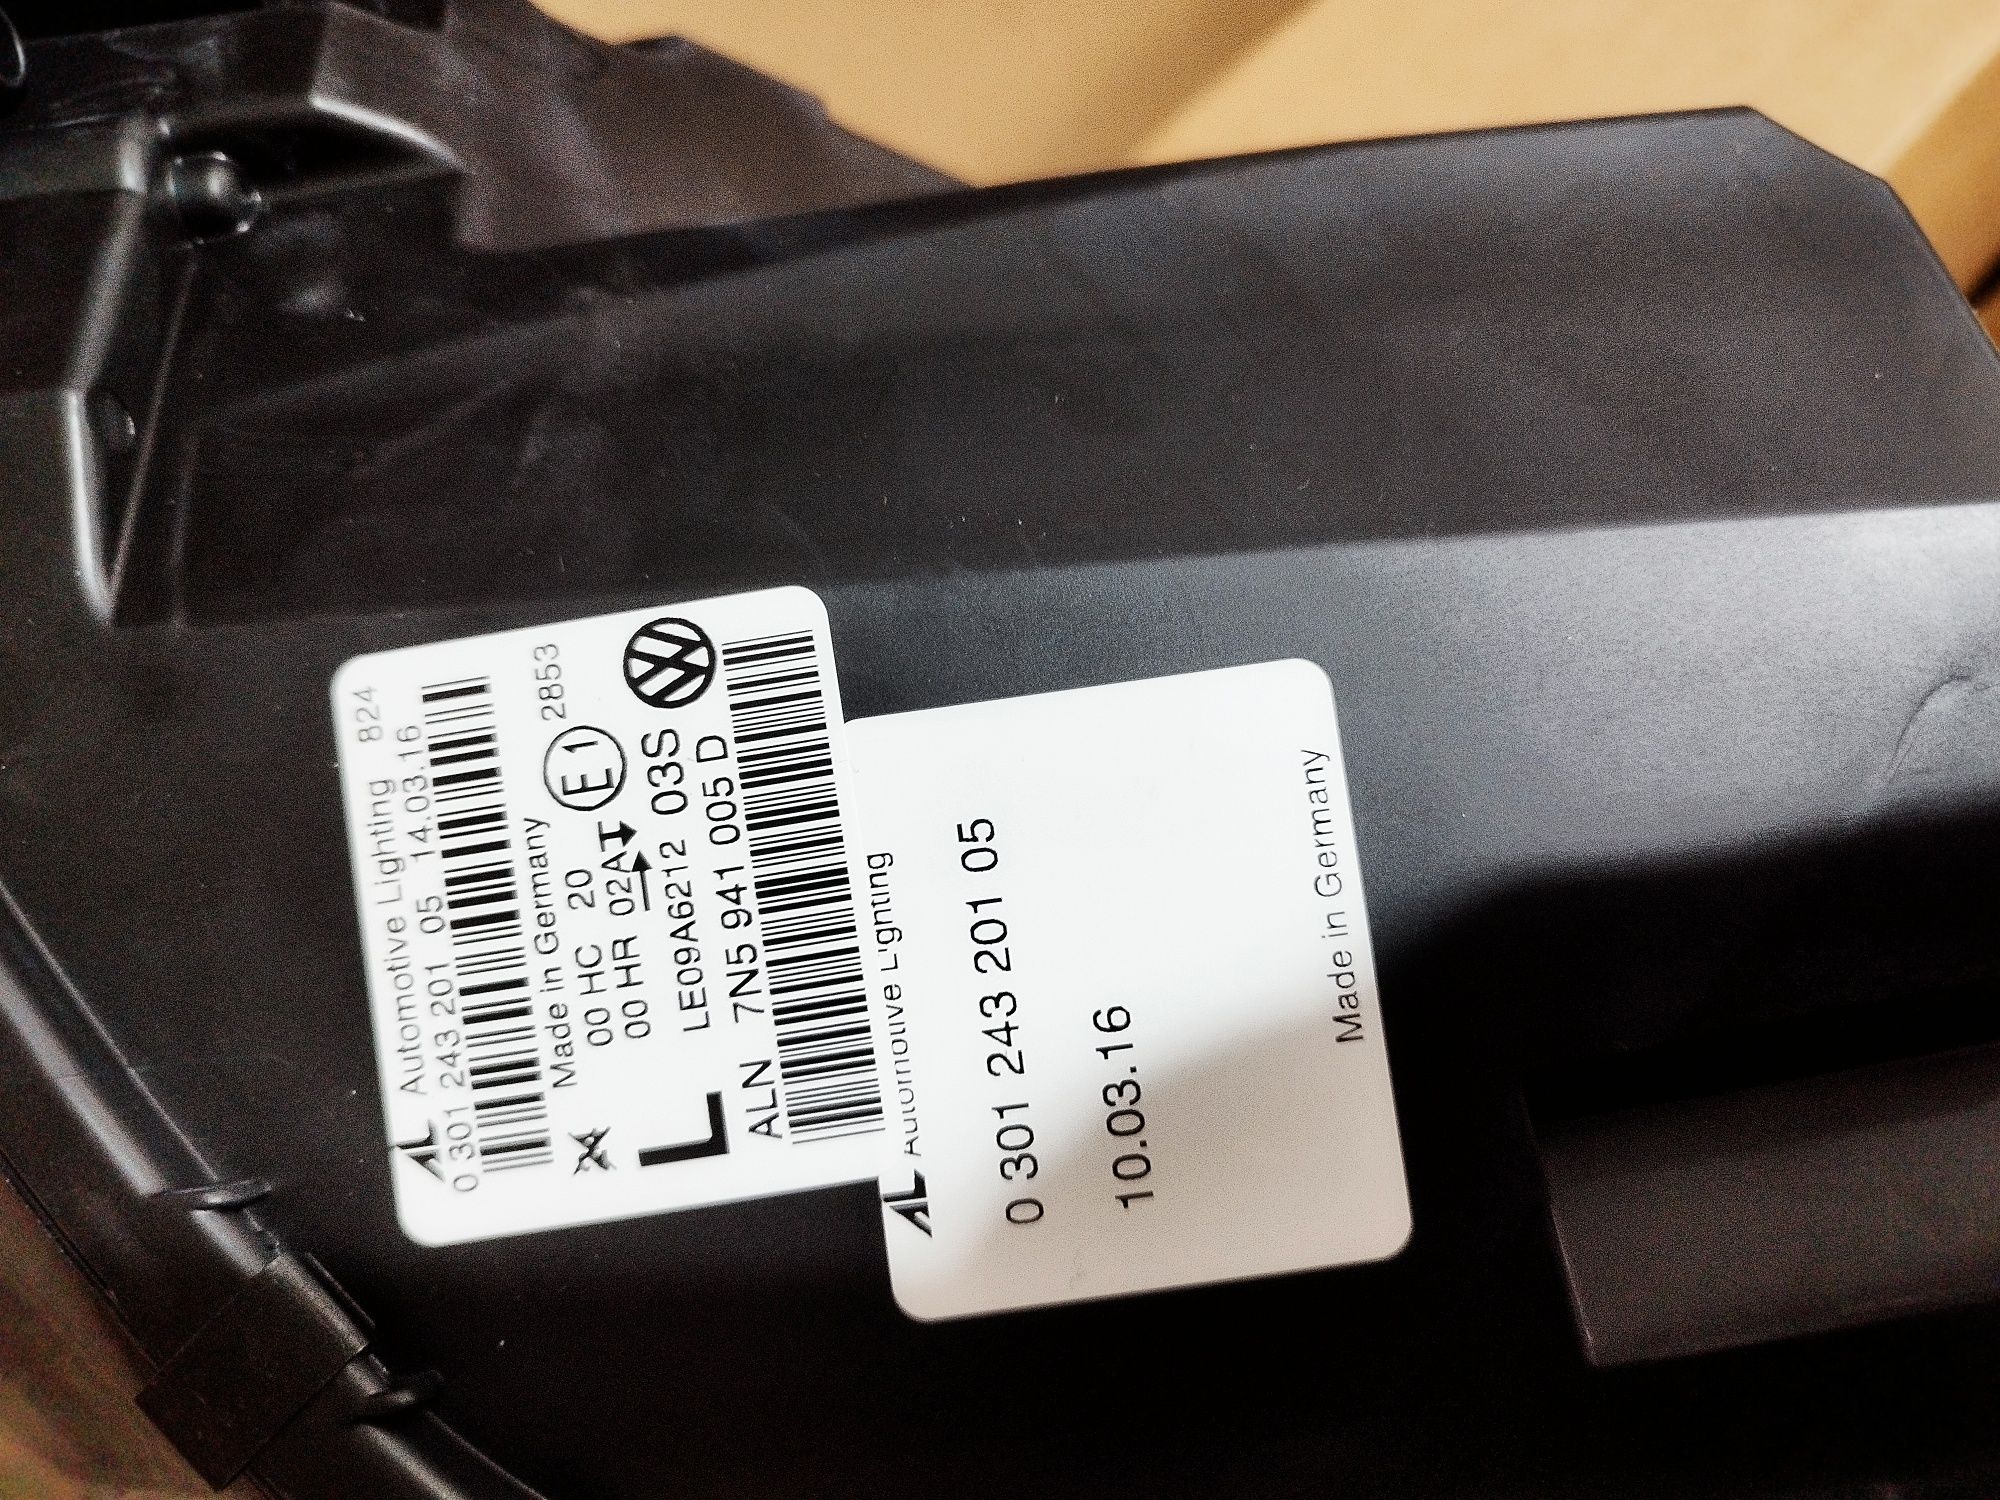 AL Automotive Lighting 824
0 301 243 201 05 14.03.16
Made in Germany 2853
00 HC 20 E1
00 HR 02A
LE09A6212 03S
L
ALN 7N5 941 005 D
AL Automotive Lighting
0 301 243 201 05
10.03.16
Made in Germany